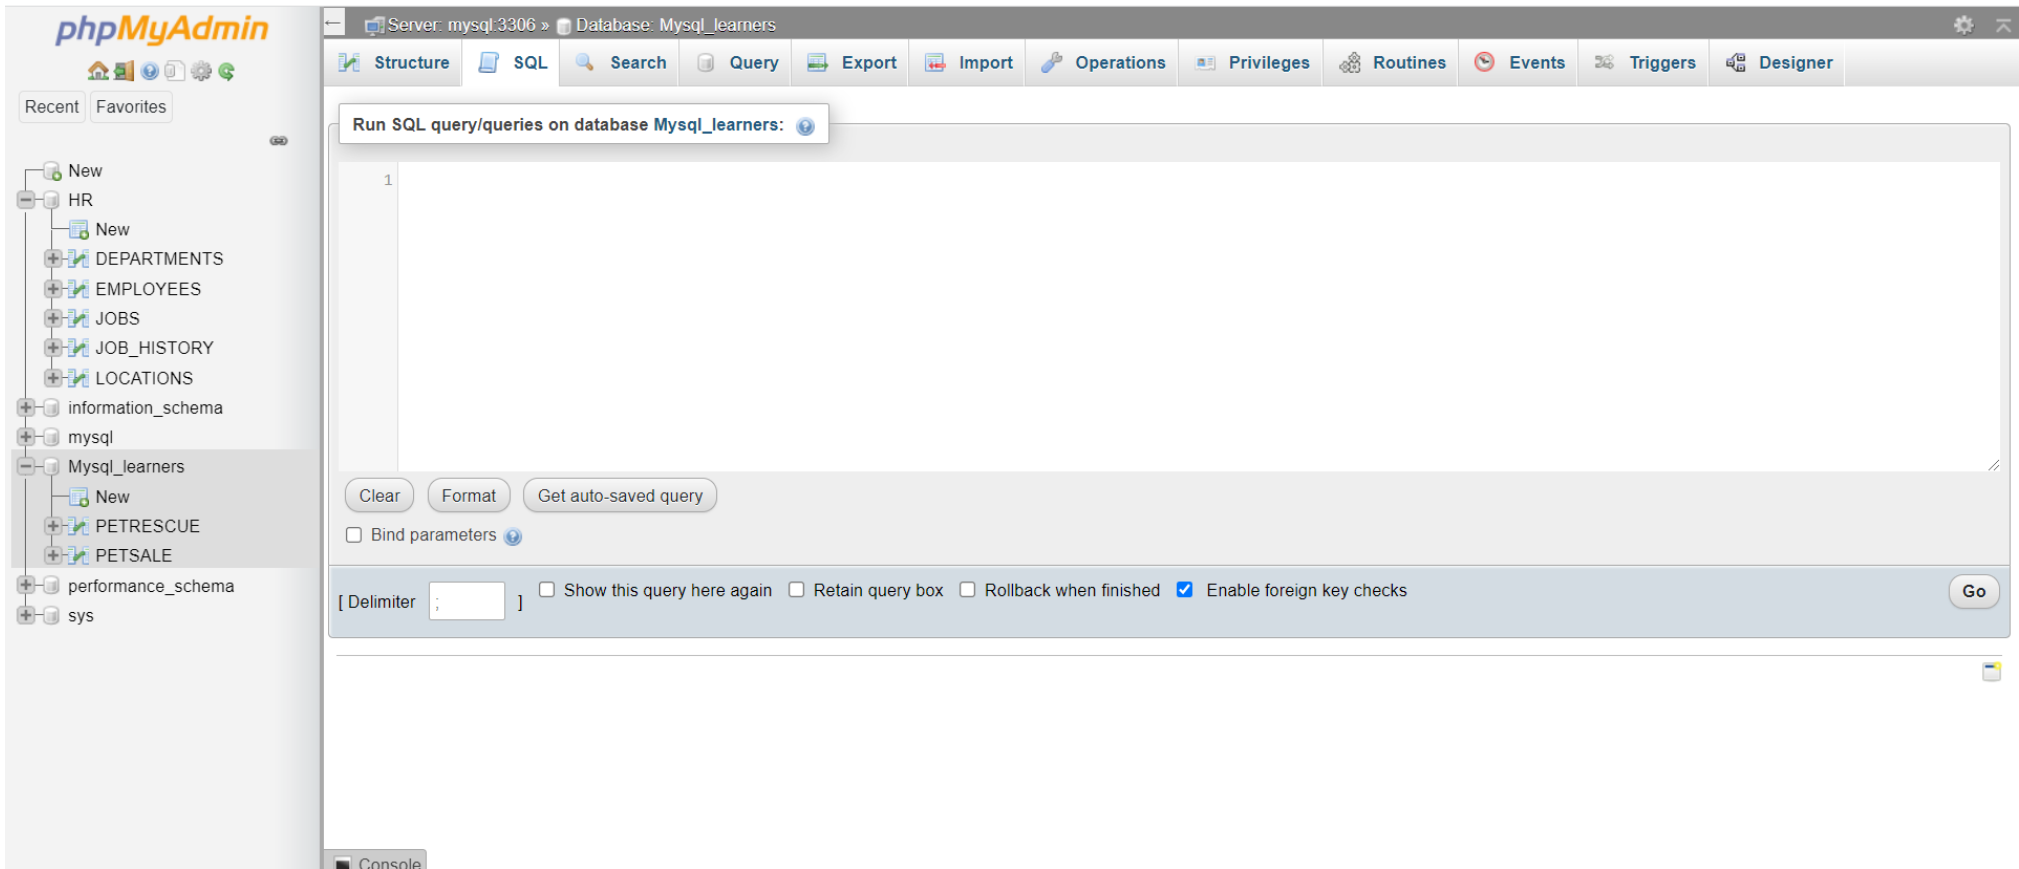 phpMyAdmin
Recent Favorites
New
HR
New
DEPARTMENTS
EMPLOYEES
JOBS
JOB_HISTORY
LOCATIONS
information_schema
mysql
Mysql_learners
New
PETRESCUE
PETSALE
performance_schema
sys
← Server: mysql:3306 » Database: Mysql_learners
Structure SQL Search Query Export Import Operations Privileges Routines Events Triggers Designer
Run SQL query/queries on database Mysql_learners:
1
Clear Format Get auto-saved query
Bind parameters
[ Delimiter ; ] Show this query here again Retain query box Rollback when finished Enable foreign key checks Go
Console